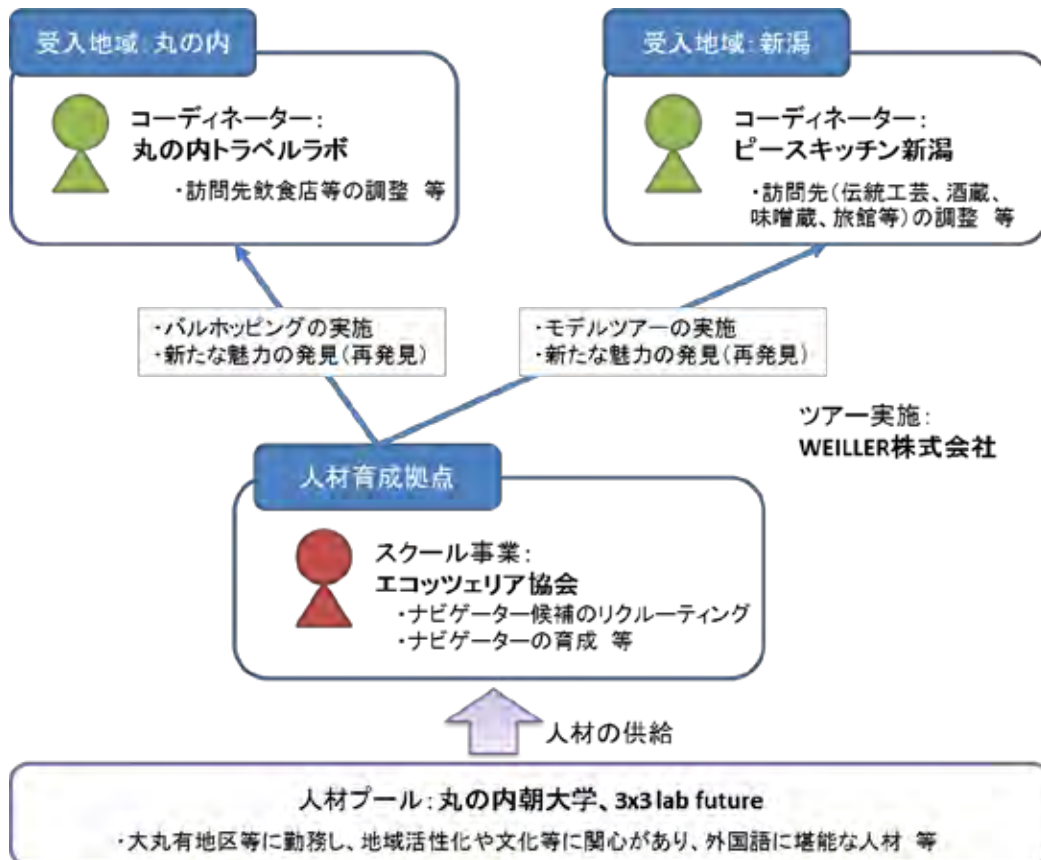 受入地域：丸の内
コーディネーター：
丸の内トラベルラボ
・訪問先飲食店等の調整 等
受入地域：新潟
コーディネーター：
ピースキッチン新潟
・訪問先（伝統工芸、酒蔵、
味噌蔵、旅館等）の調整 等
・バルホッピングの実施
・新たな魅力の発見（再発見）
・モデルツアーの実施
・新たな魅力の発見（再発見）
ツアー実施：
WEILLER株式会社
人材育成拠点
スクール事業：
エコッツェリア協会
・ナビゲーター候補のリクルーティング
・ナビゲーターの育成 等
人材の供給
人材プール：丸の内朝大学、3x3 lab future
・大丸有地区等に勤務し、地域活性化や文化等に関心があり、外国語に堪能な人材 等